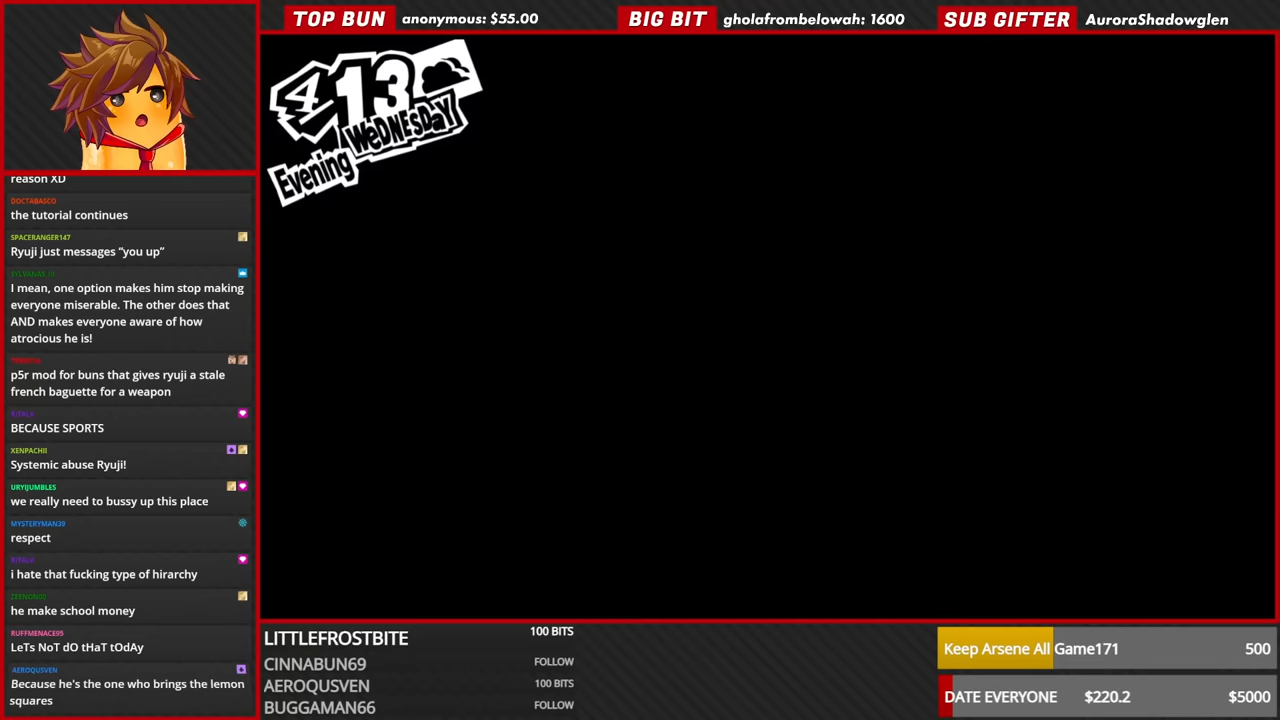 TOP BUN anonymous: $55.00 BIG BIT gholafrombelowah: 1600 SUB GIFTER AuroraShadowglen
4 13
WEDNESDAY
Evening
reason XD
DOCTABASCO
the tutorial continues
SPACERANGER147
Ryuji just messages “you up”
I mean, one option makes him stop making
everyone miserable. The other does that
AND makes everyone aware of how
atrocious he is!
p5r mod for buns that gives ryuji a stale
french baguette for a weapon
BECAUSE SPORTS
XENPACHII
Systemic abuse Ryuji!
URYIJUMBLES
we really need to bussy up this place
MYSTERYMAN39
respect
i hate that fucking type of hirarchy
he make school money
RUFFMENACE95
LeTs NoT dO tHaT tOdAy
AEROQUSVEN
Because he's the one who brings the lemon
squares
LITTLEFROSTBITE 100 BITS
CINNABUN69 FOLLOW
AEROQUSVEN 100 BITS
BUGGAMAN66 FOLLOW
Keep Arsene All Game171 500
DATE EVERYONE $220.2 $5000